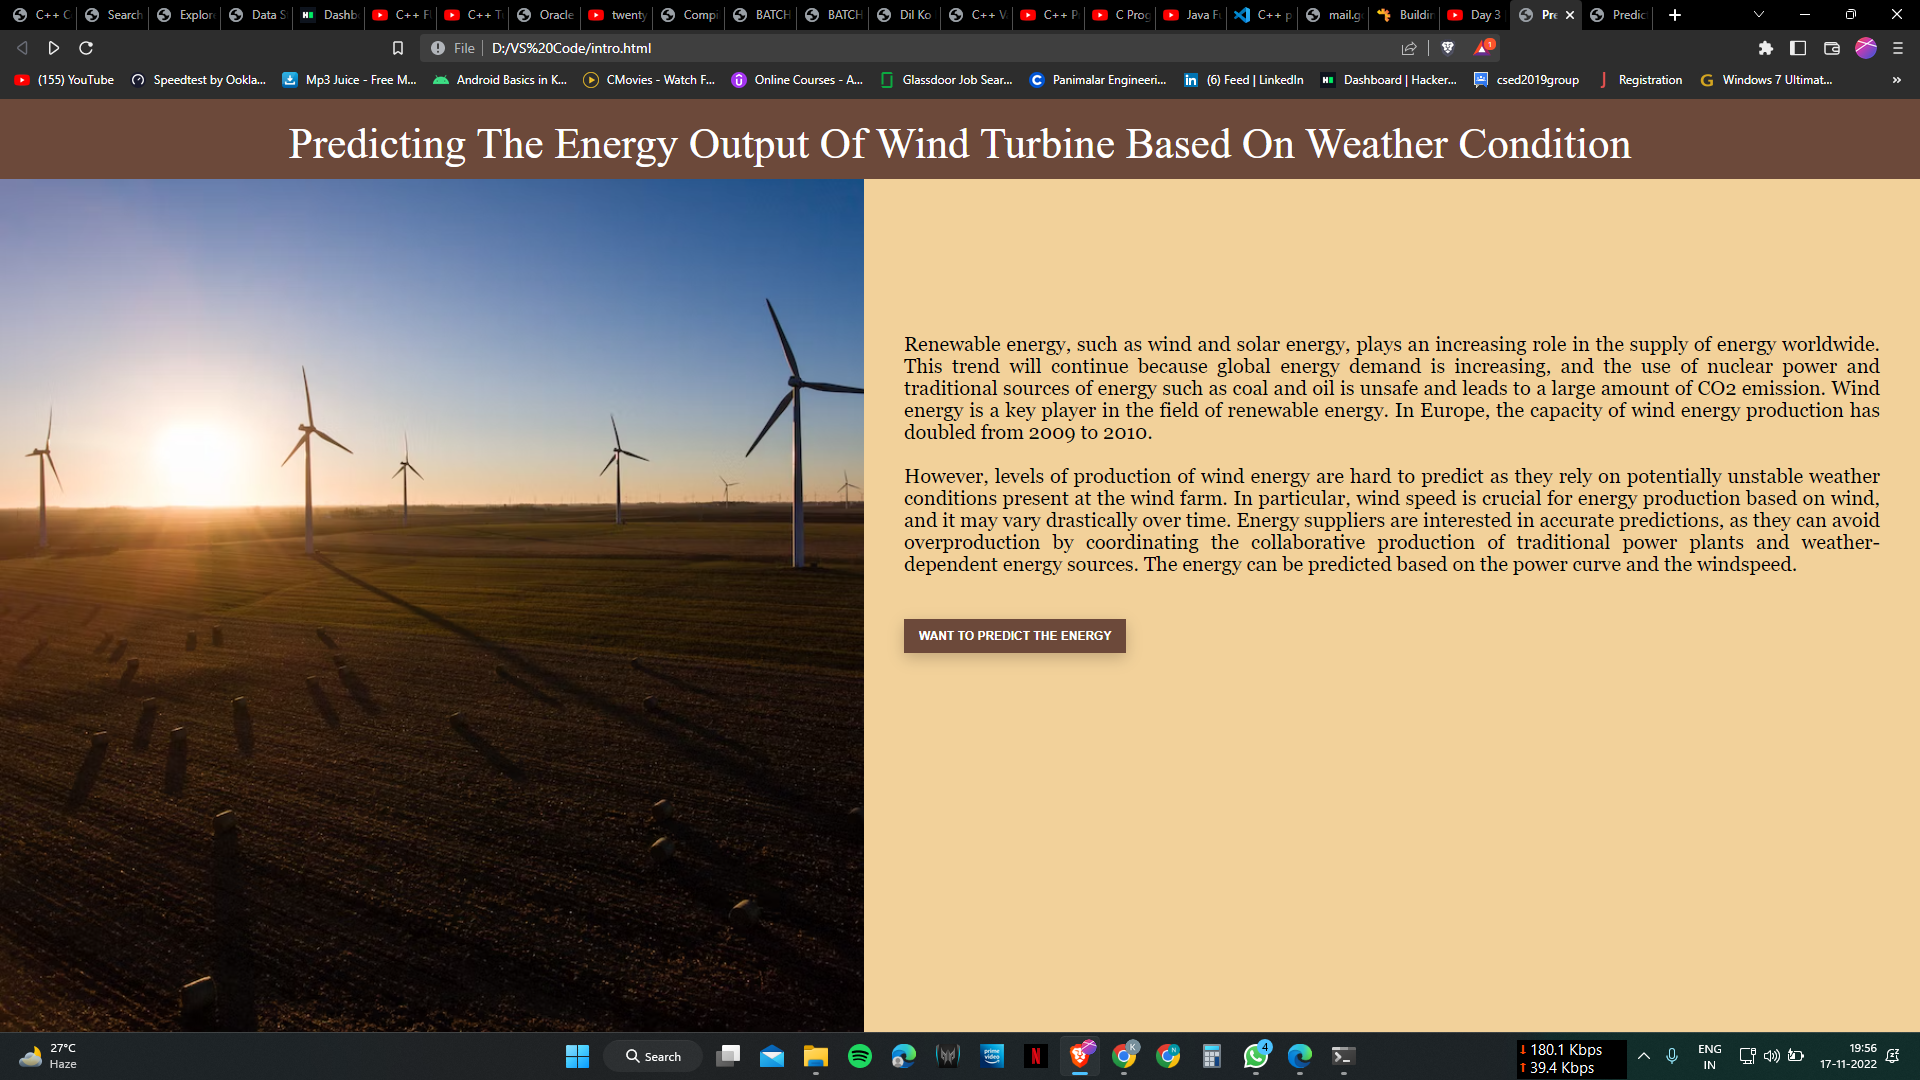 C++ C
Search
Explor
Data S
Dashb
C++ F
C++ T
Oracle
twenty
Compi
BATCH
BATCH
Dil Ko
C++ V
C++ P
C Prog
Java F
C++ p
mail.g
Buildin
Day 3
Pre
Predic
File D:/VS%20Code/intro.html
1
(155) YouTube
Speedtest by Ookla...
Mp3 Juice - Free M...
Android Basics in K...
CMovies - Watch F...
Online Courses - A...
Glassdoor Job Sear...
Panimalar Engineeri...
(6) Feed | LinkedIn
Dashboard | Hacker...
csed2019group
Registration
Windows 7 Ultimat...
Predicting The Energy Output Of Wind Turbine Based On Weather Condition
Renewable energy, such as wind and solar energy, plays an increasing role in the supply of energy worldwide.
This trend will continue because global energy demand is increasing, and the use of nuclear power and
traditional sources of energy such as coal and oil is unsafe and leads to a large amount of CO2 emission. Wind
energy is a key player in the field of renewable energy. In Europe, the capacity of wind energy production has
doubled from 2009 to 2010.
However, levels of production of wind energy are hard to predict as they rely on potentially unstable weather
conditions present at the wind farm. In particular, wind speed is crucial for energy production based on wind,
and it may vary drastically over time. Energy suppliers are interested in accurate predictions, as they can avoid
overproduction by coordinating the collaborative production of traditional power plants and weather-
dependent energy sources. The energy can be predicted based on the power curve and the windspeed.
WANT TO PREDICT THE ENERGY
27°C
Haze
Search
prime video
N
K
N
4
180.1 Kbps
39.4 Kbps
ENG
IN
19:56
17-11-2022